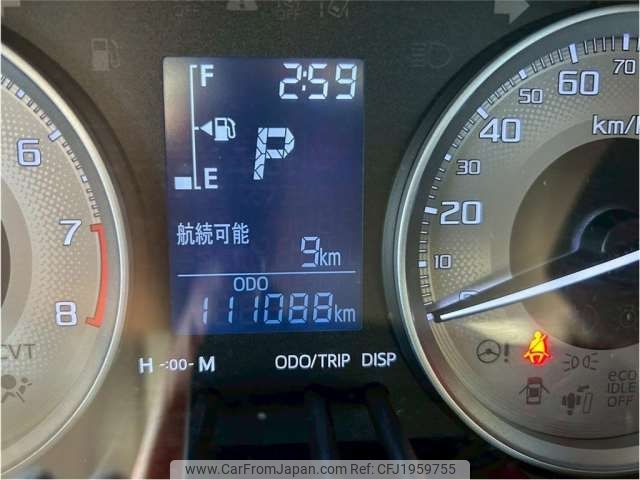 F 2:59
P
E
航続可能
9km
ODO
111088km
H -:00- M ODO/TRIP DISP
6
7
8
CVT
70
60
50
40
30
20
10
0
km/h
eco
IDLE
OFF
www.CarFromJapan.com - CFJ1959755